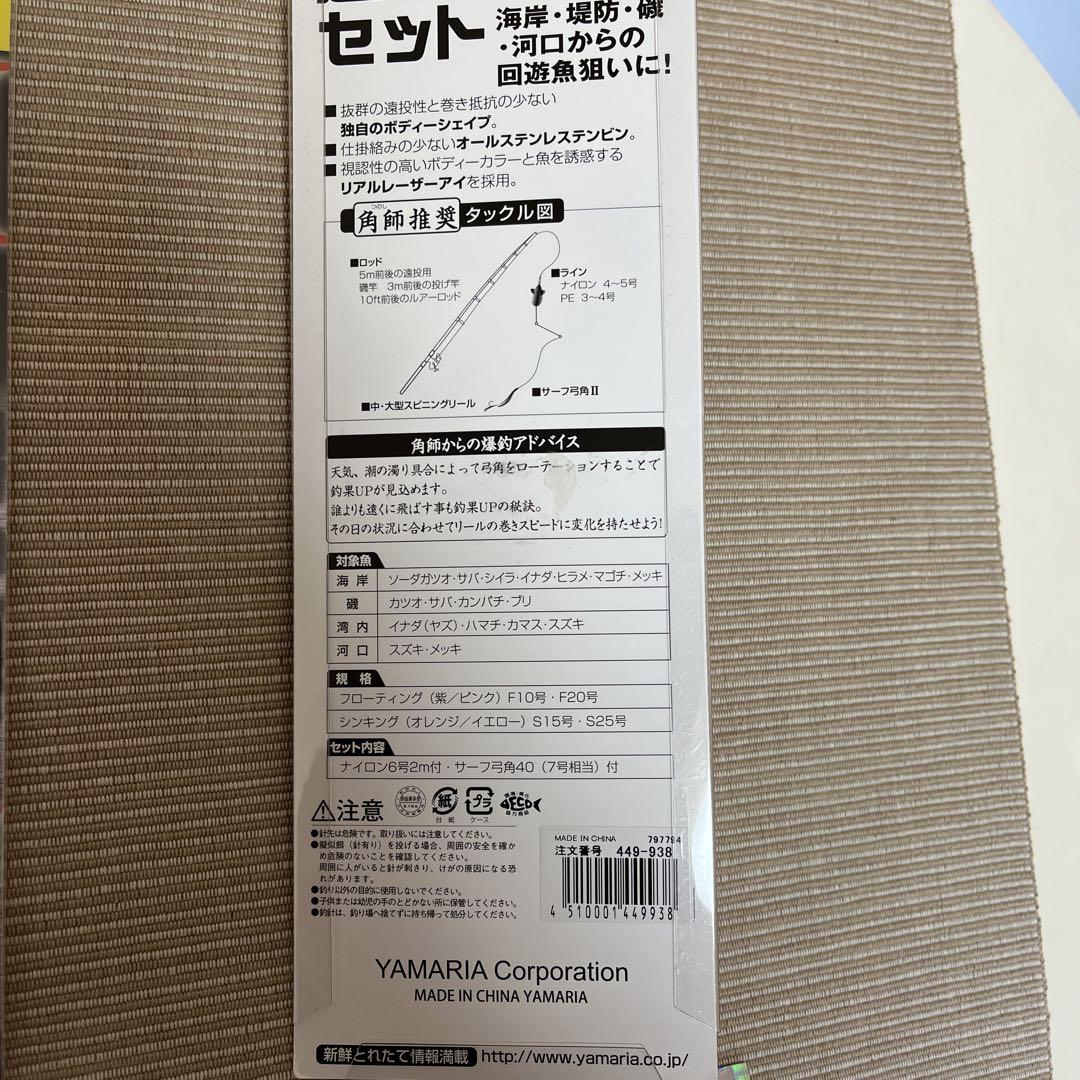 セット
海岸・堤防・磯
・河口からの
回遊魚狙いに!
■抜群の遠投性と巻き抵抗の少ない
独自のボディーシェイプ。
■仕掛絡みの少ないオールステンレステンビン。
■視認性の高いボディーカラーと魚を誘惑する
リアルレーザーアイを採用。
つのし
角師推奨 タックル図
■ロッド
5m前後の遠投用
磯竿 3m前後の投げ竿
10ft前後のルアーロッド
■ライン
ナイロン 4〜5号
PE 3〜4号
■サーフ弓角Ⅱ
■中・大型スピニングリール
角師からの爆釣アドバイス
天気、潮の濁り具合によって弓角をローテーションすることで
釣果UPが見込めます。
誰よりも遠くに飛ばす事も釣果UPの秘訣。
その日の状況に合わせてリールの巻きスピードに変化を持たせよう!
対象魚
海岸 ソーダガツオ・サバ・シイラ・イナダ・ヒラメ・マゴチ・メッキ
磯 カツオ・サバ・カンパチ・ブリ
湾内 イナダ(ヤズ)・ハマチ・カマス・スズキ
河口 スズキ・メッキ
規格
フローティング(紫/ピンク)F10号・F20号
シンキング(オレンジ/イエロー)S15号・S25号
セット内容
ナイロン6号2m付・サーフ弓角40(7号相当)付
注意
紙
台紙
プラ
ケース
ECO
●針先は危険です。取り扱いには注意してください。
●擬似餌(針有り)を投げる場合、周囲の安全を確か
め危険のないことを確認してください。
周囲に人がいると針が刺さり、けがの原因になる恐
れがあります。
●釣り以外の目的に使用しないでください。
●子供または幼児の手のとどかない所に保管してください。
●釣針は、釣り場へ捨てずに持ち帰って処分してください。
MADE IN CHINA 797794
注文番号 449-938
4 510001 449938
YAMARIA Corporation
MADE IN CHINA YAMARIA
新鮮とれたて情報満載 http://www.yamaria.co.jp/